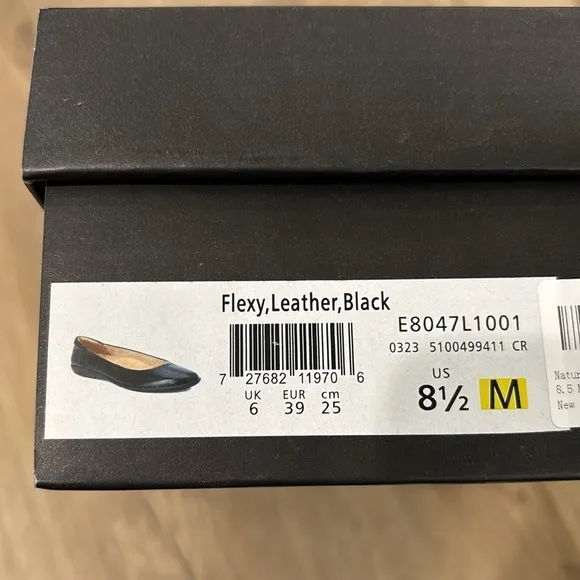 Flexy,Leather,Black
7 27682 11970 6
UK EUR cm
6 39 25
E8047L1001
0323 5100499411 CR
US
8½ M
Natur
8.5 M
New